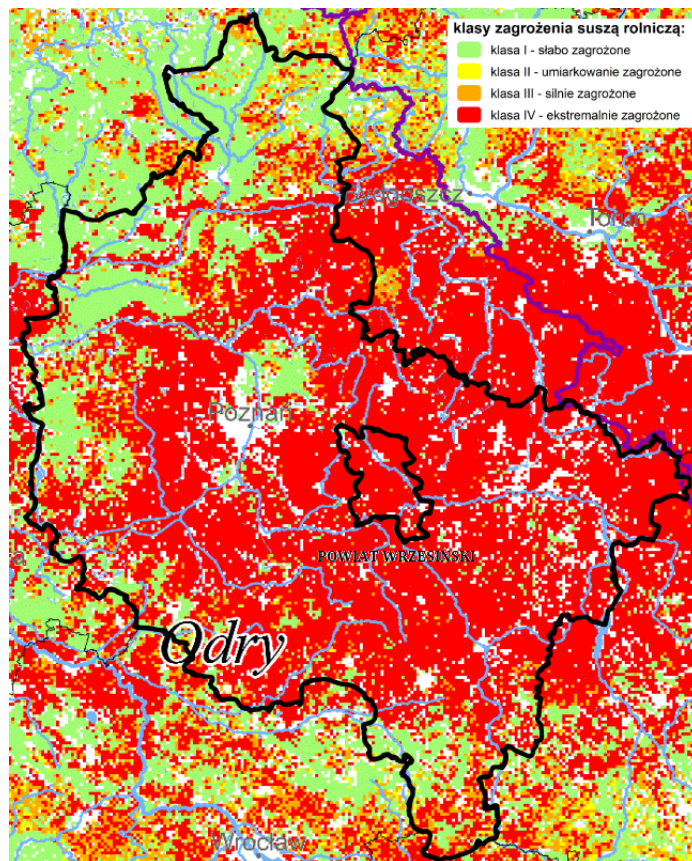 klasy zagrożenia suszą rolniczą:
klasa I - słabo zagrożone
klasa II - umiarkowanie zagrożone
klasa III - silnie zagrożone
klasa IV - ekstremalnie zagrożone
Bydgoszcz
Toruń
Poznań
a
POWIAT WRZESIŃSKI
Odry
Wrocław